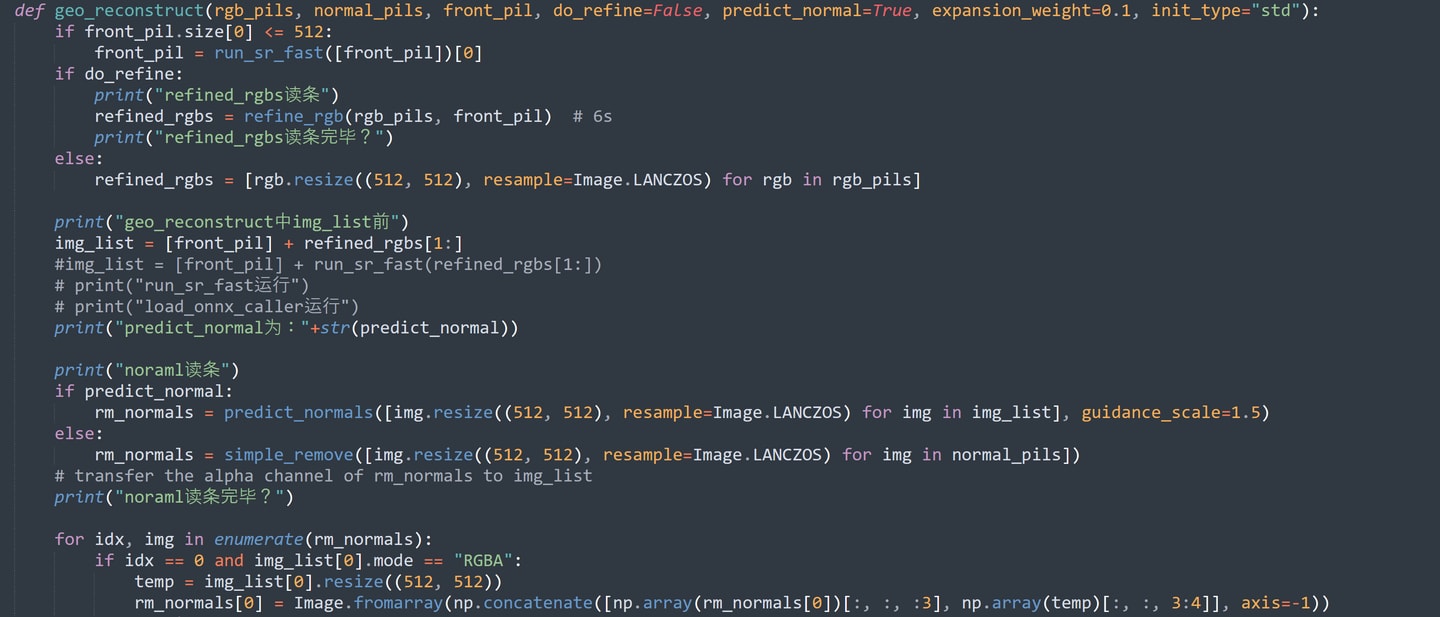 def geo_reconstruct(rgb_pils, normal_pils, front_pil, do_refine=False, predict_normal=True, expansion_weight=0.1, init_type="std"):
    if front_pil.size[0] <= 512:
        front_pil = run_sr_fast([front_pil])[0]
    if do_refine:
        print("refined_rgbs读条")
        refined_rgbs = refine_rgb(rgb_pils, front_pil)  # 6s
        print("refined_rgbs读条完毕？")
    else:
        refined_rgbs = [rgb.resize((512, 512), resample=Image.LANCZOS) for rgb in rgb_pils]

    print("geo_reconstruct中img_list前")
    img_list = [front_pil] + refined_rgbs[1:]
    #img_list = [front_pil] + run_sr_fast(refined_rgbs[1:])
    # print("run_sr_fast运行")
    # print("load_onnx_caller运行")
    print("predict_normal为："+str(predict_normal))

    print("noraml读条")
    if predict_normal:
        rm_normals = predict_normals([img.resize((512, 512), resample=Image.LANCZOS) for img in img_list], guidance_scale=1.5)
    else:
        rm_normals = simple_remove([img.resize((512, 512), resample=Image.LANCZOS) for img in normal_pils])
    # transfer the alpha channel of rm_normals to img_list
    print("noraml读条完毕？")

    for idx, img in enumerate(rm_normals):
        if idx == 0 and img_list[0].mode == "RGBA":
            temp = img_list[0].resize((512, 512))
            rm_normals[0] = Image.fromarray(np.concatenate([np.array(rm_normals[0])[:, :, :3], np.array(temp)[:, :, 3:4]], axis=-1))